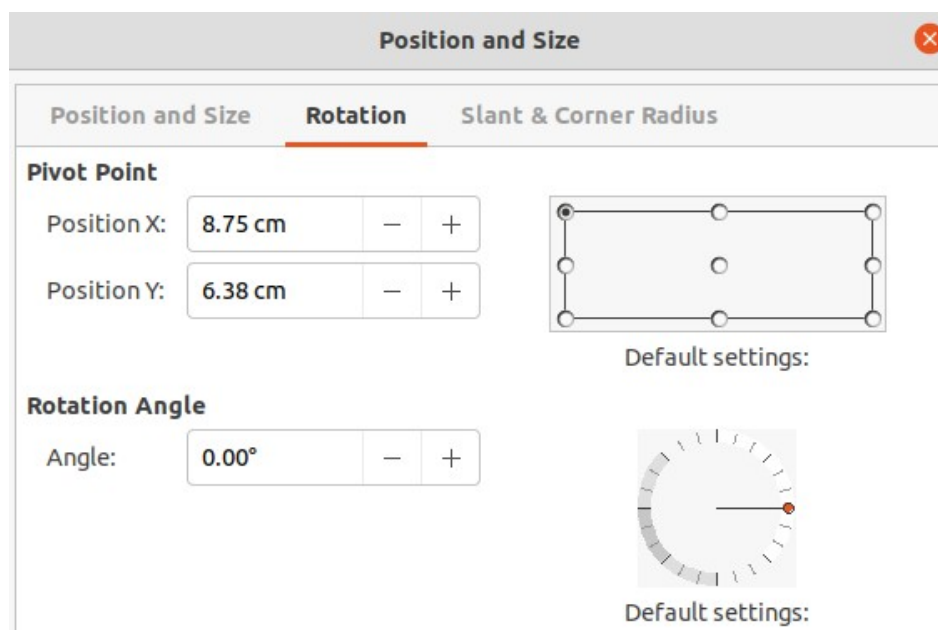 Position and Size
Position and Size Rotation Slant & Corner Radius
Pivot Point
Position X: 8.75 cm − +
Position Y: 6.38 cm − +
Default settings:
Rotation Angle
Angle: 0.00° − +
Default settings: